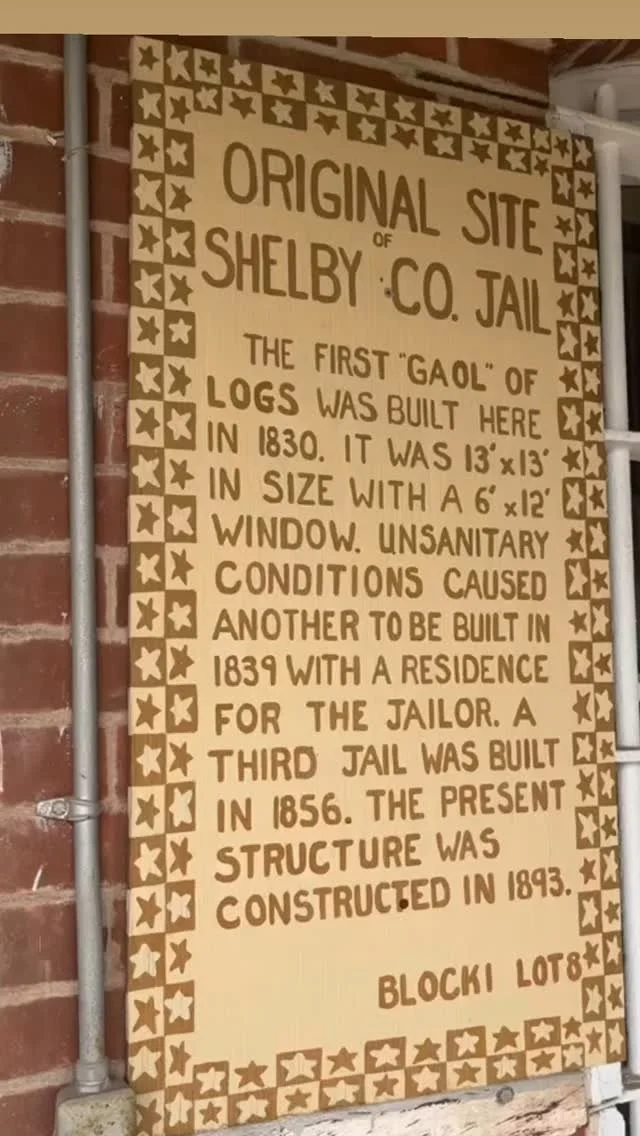 ORIGINAL SITE
OF
SHELBY CO. JAIL
THE FIRST "GAOL" OF
LOGS WAS BUILT HERE
IN 1830. IT WAS 13'x13'
IN SIZE WITH A 6'x12'
WINDOW. UNSANITARY
CONDITIONS CAUSED
ANOTHER TO BE BUILT IN
1839 WITH A RESIDENCE
FOR THE JAILOR. A
THIRD JAIL WAS BUILT
IN 1856. THE PRESENT
STRUCTURE WAS
CONSTRUCTED IN 1893.
BLOCK1 LOT8